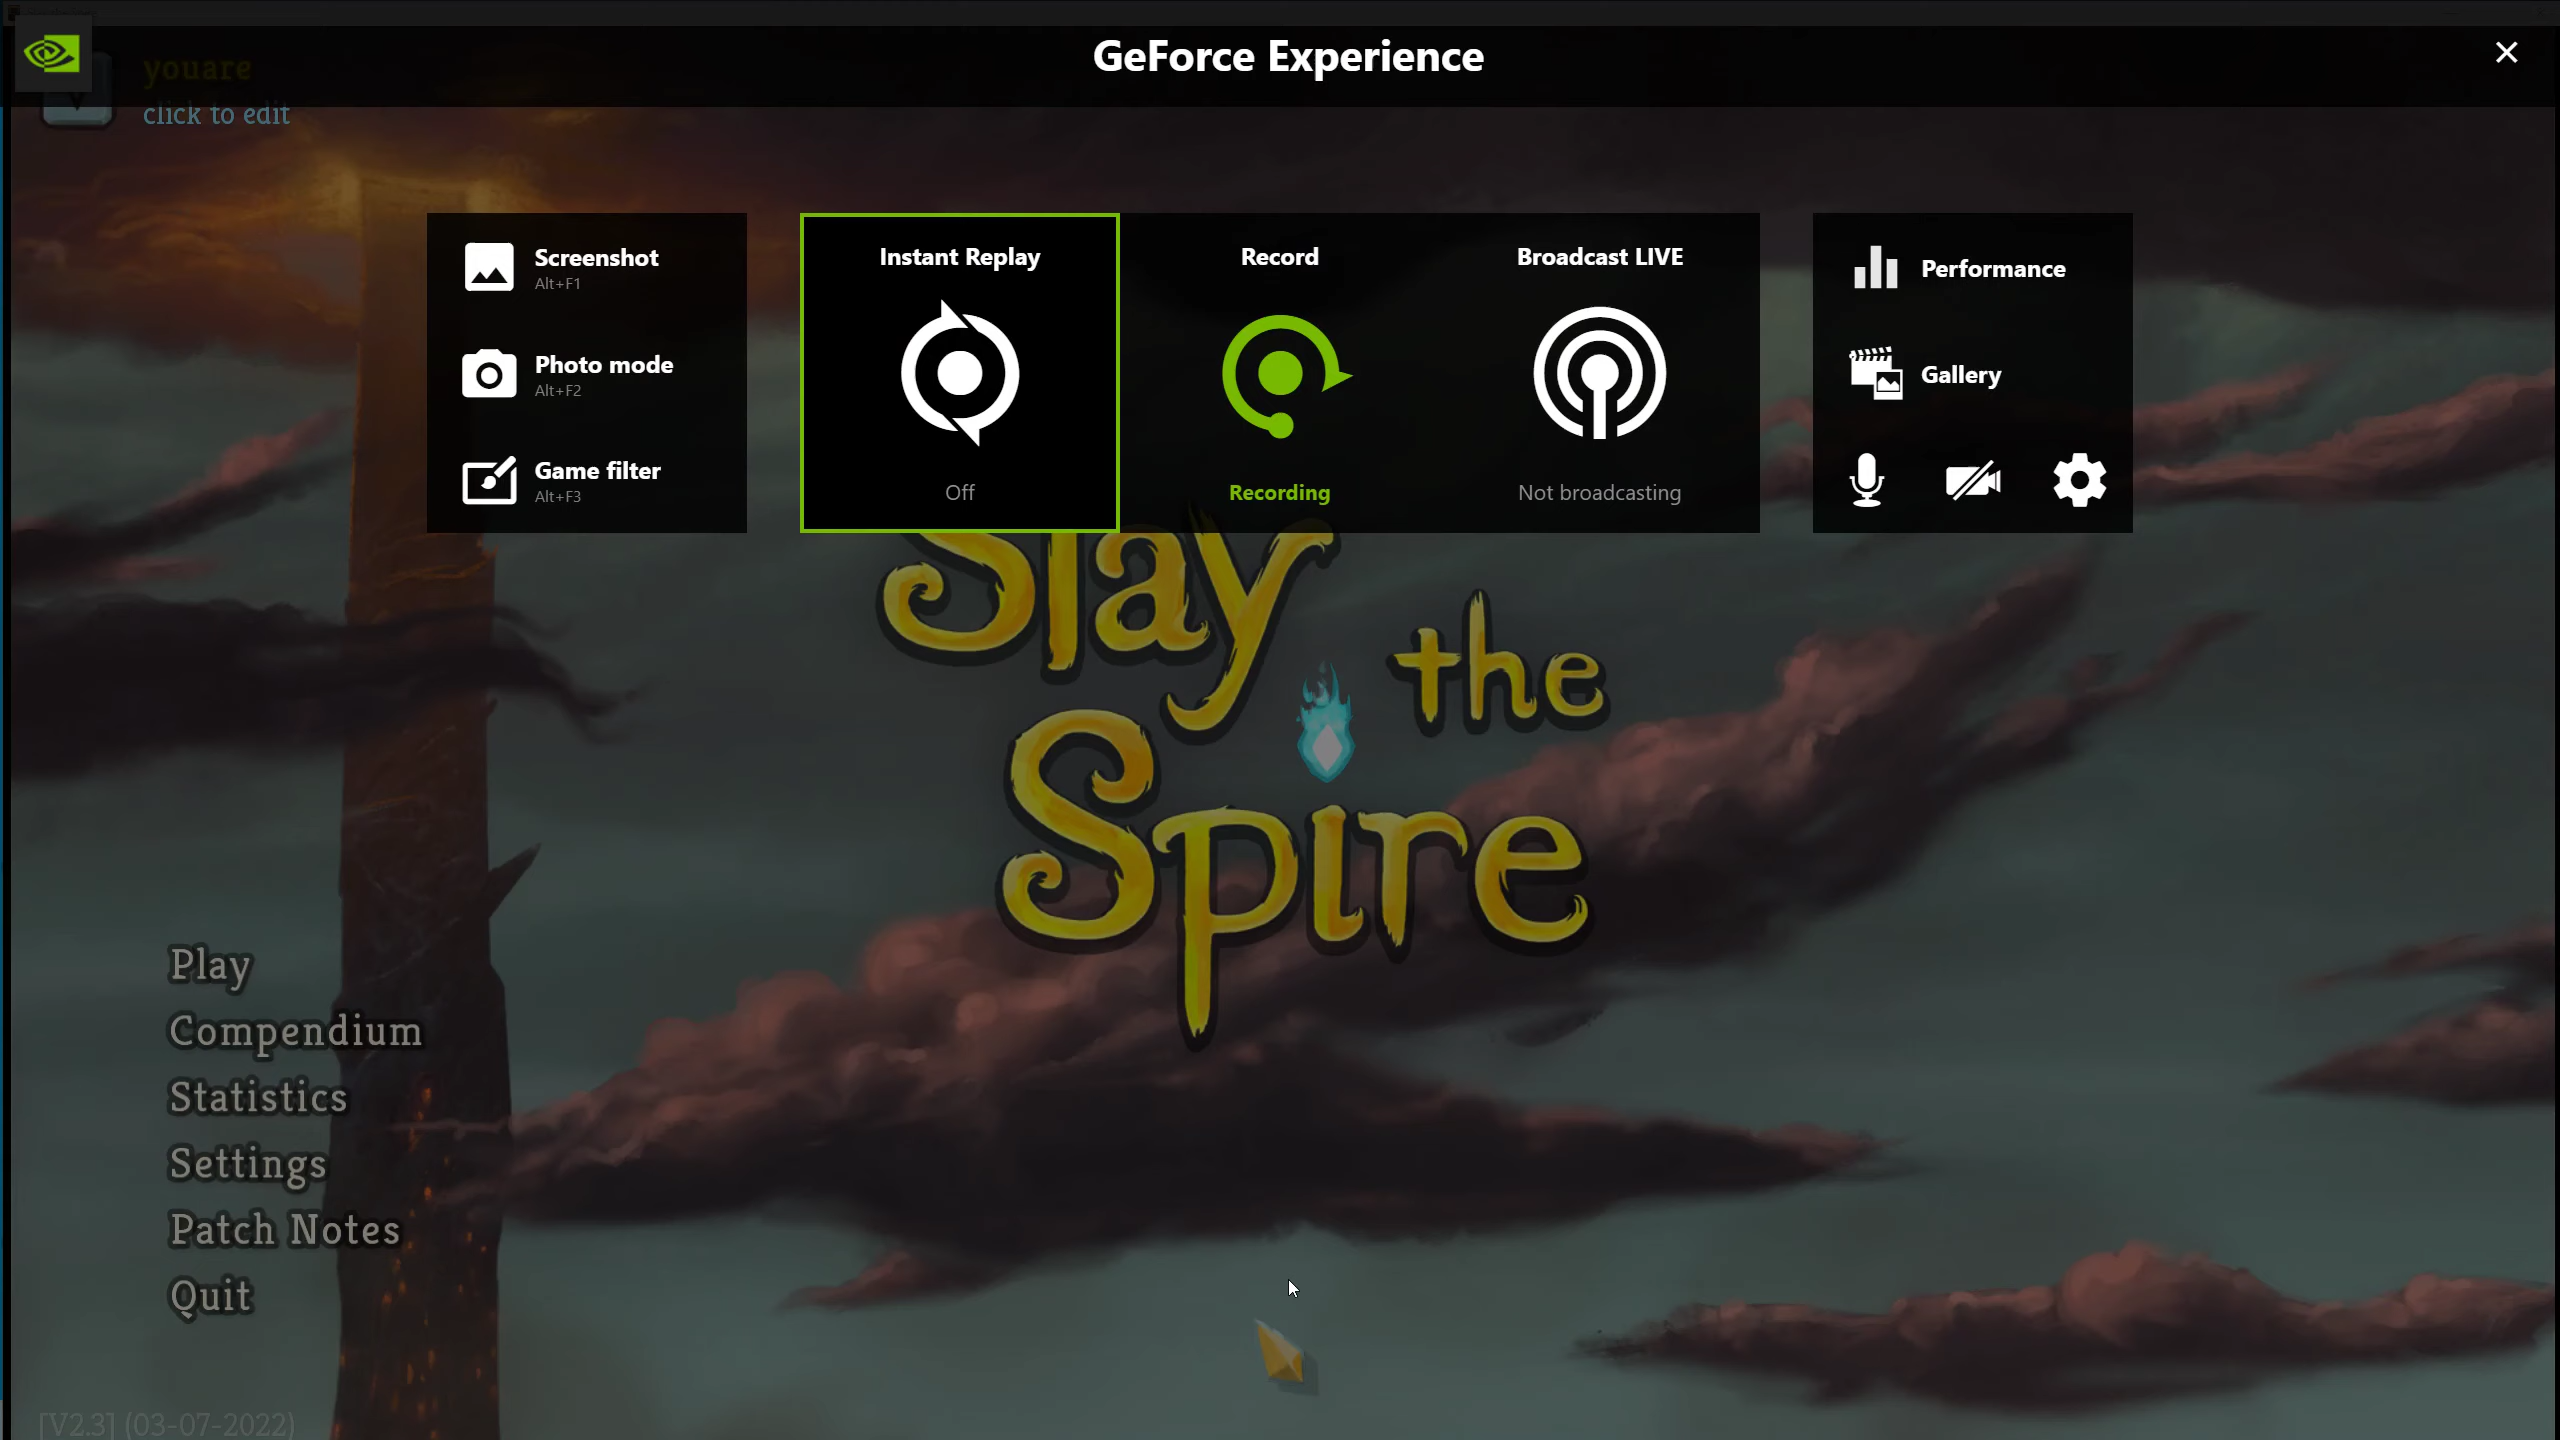 GeForce Experience
youare
click to edit
Screenshot
Alt+F1
Photo mode
Alt+F2
Game filter
Alt+F3
Instant Replay
Off
Record
Recording
Broadcast LIVE
Not broadcasting
Performance
Gallery
Slay
the
Spire
Play
Compendium
Statistics
Settings
Patch Notes
Quit
[V2.3] (03-07-2022)